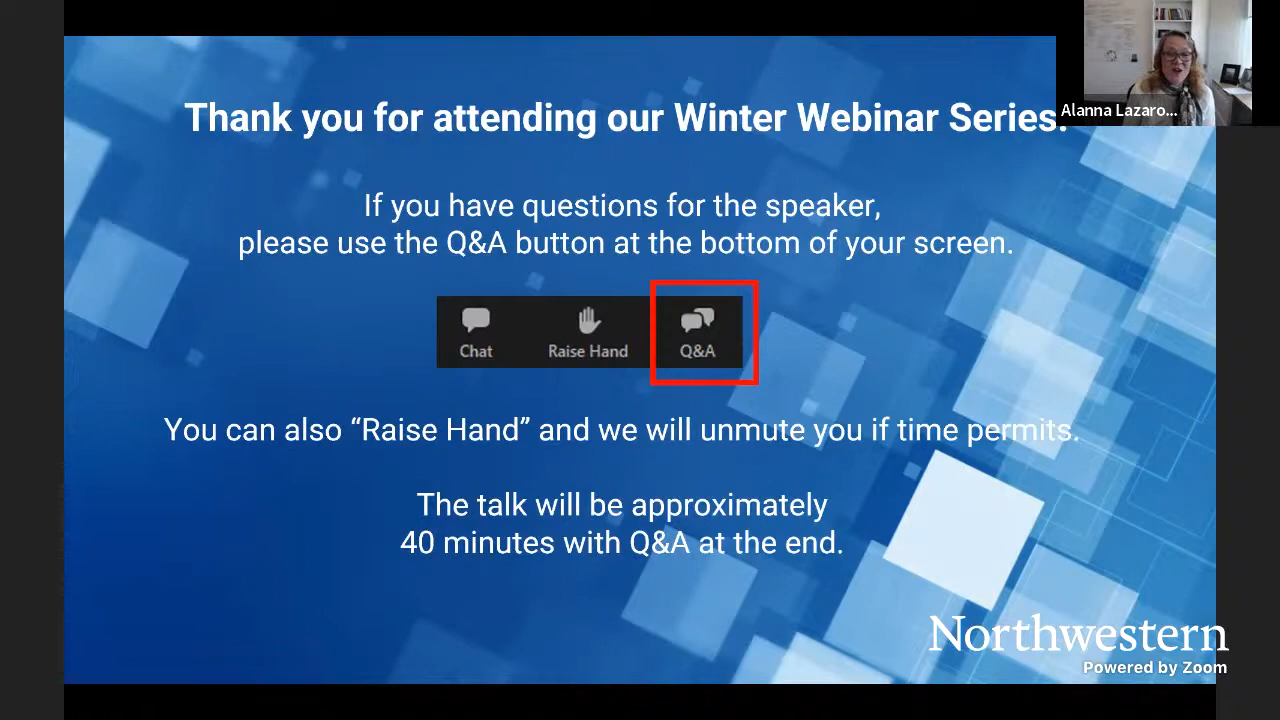 Alanna Lazaro...
Thank you for attending our Winter Webinar Series.
If you have questions for the speaker,
please use the Q&A button at the bottom of your screen.
Chat Raise Hand Q&A
You can also “Raise Hand” and we will unmute you if time permits.
The talk will be approximately
40 minutes with Q&A at the end.
Northwestern
Powered by Zoom